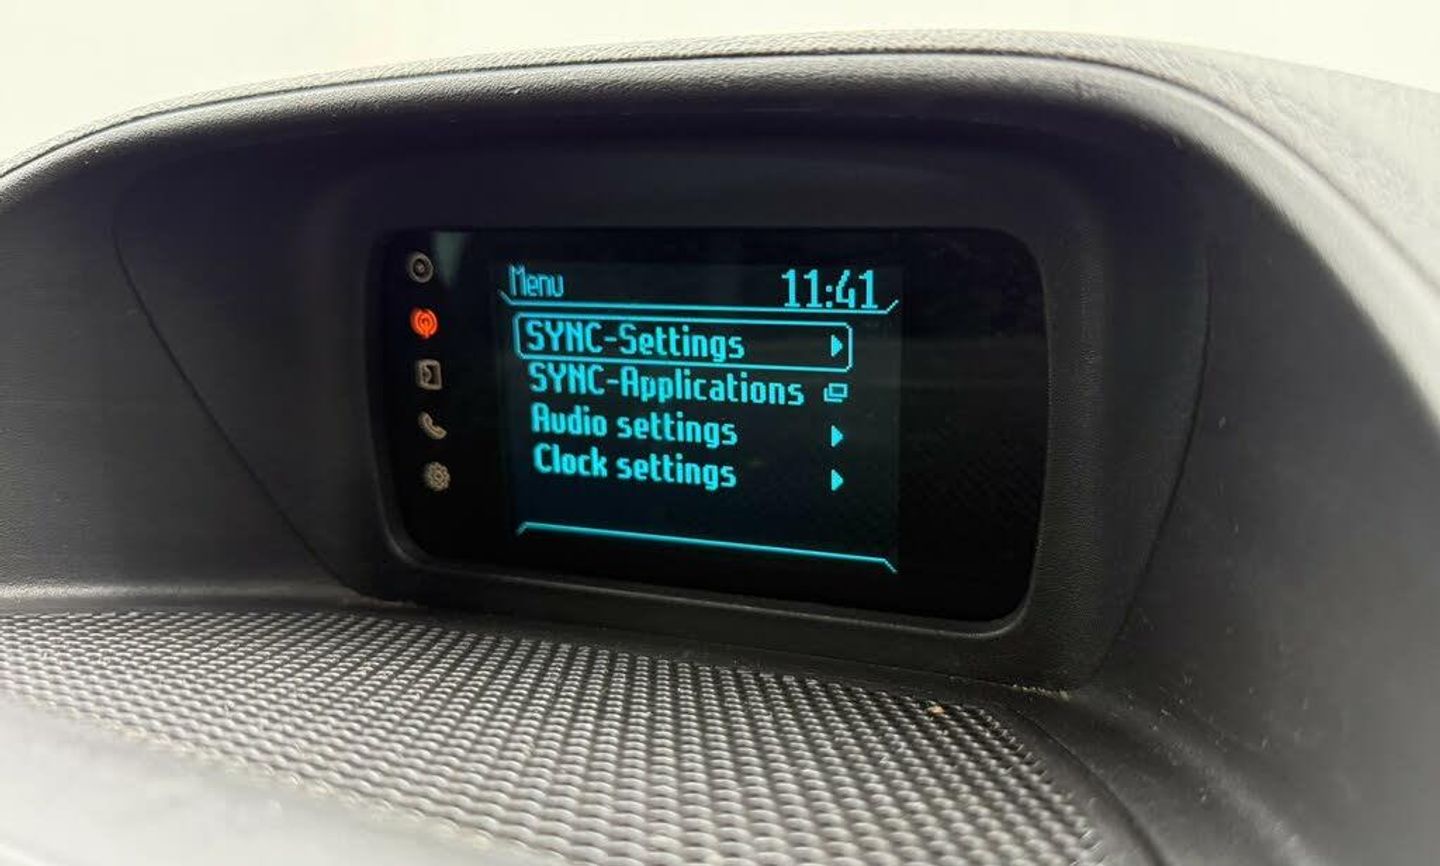 Menu 11:41
SYNC-Settings
SYNC-Applications
Audio settings
Clock settings